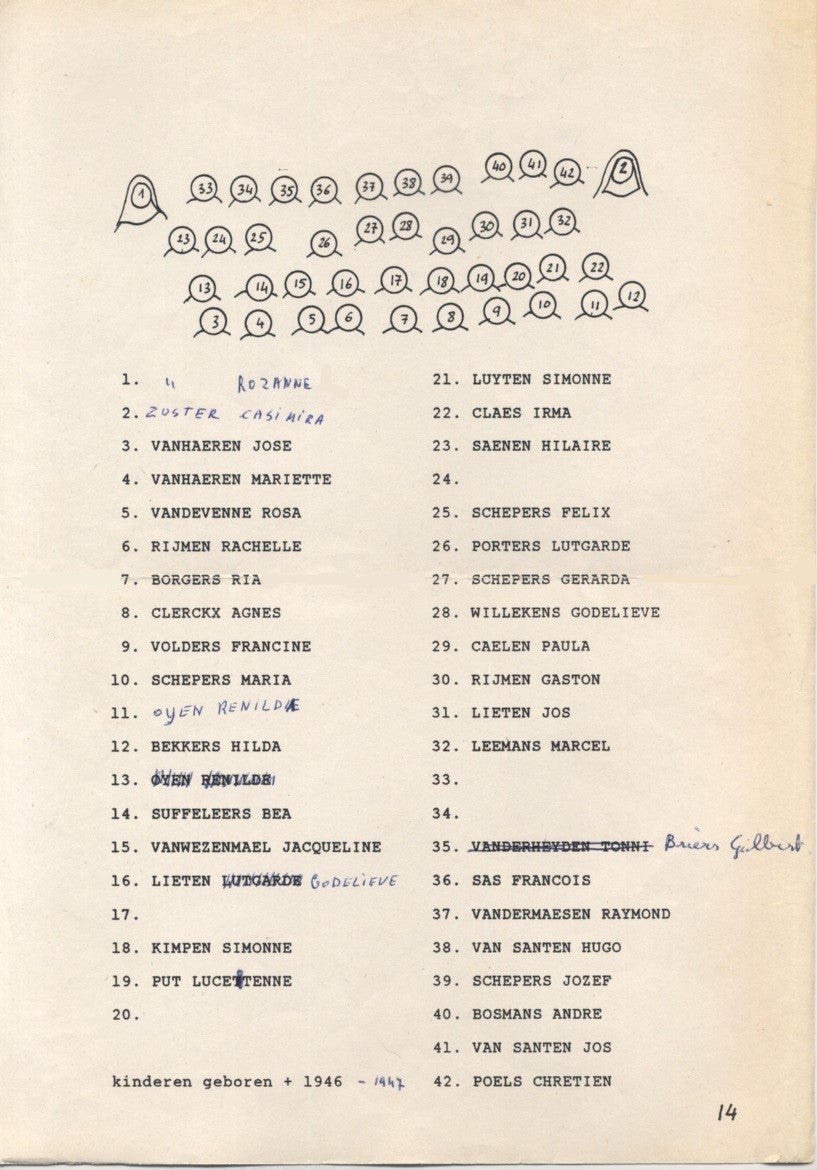 1 33 34 35 36 37 38 39 40 41 42 2
23 24 25 26 27 28 29 30 31 32
13 14 15 16 17 18 19 20 21 22
3 4 5 6 7 8 9 10 11 12
1. " ROZANNE
2. ZUSTER CASIMIRA
3. VANHAEREN JOSE
4. VANHAEREN MARIETTE
5. VANDEVENNE ROSA
6. RIJMEN RACHELLE
7. BORGERS RIA
8. CLERCKX AGNES
9. VOLDERS FRANCINE
10. SCHEPERS MARIA
11. OYEN RENILDE
12. BEKKERS HILDA
13. OYEN RENILDE
14. SUFFELEERS BEA
15. VANWEZENMAEL JACQUELINE
16. LIETEN LUTGARDE GODELIEVE
17.
18. KIMPEN SIMONNE
19. PUT LUCETTENNE
20.
kinderen geboren + 1946 - 1947
21. LUYTEN SIMONNE
22. CLAES IRMA
23. SAENEN HILAIRE
24.
25. SCHEPERS FELIX
26. PORTERS LUTGARDE
27. SCHEPERS GERARDA
28. WILLEKENS GODELIEVE
29. CAELEN PAULA
30. RIJMEN GASTON
31. LIETEN JOS
32. LEEMANS MARCEL
33.
34.
35. VANDERHEYDEN TONNI Briers Gilbert
36. SAS FRANCOIS
37. VANDERMAESEN RAYMOND
38. VAN SANTEN HUGO
39. SCHEPERS JOZEF
40. BOSMANS ANDRE
41. VAN SANTEN JOS
42. POELS CHRETIEN
14